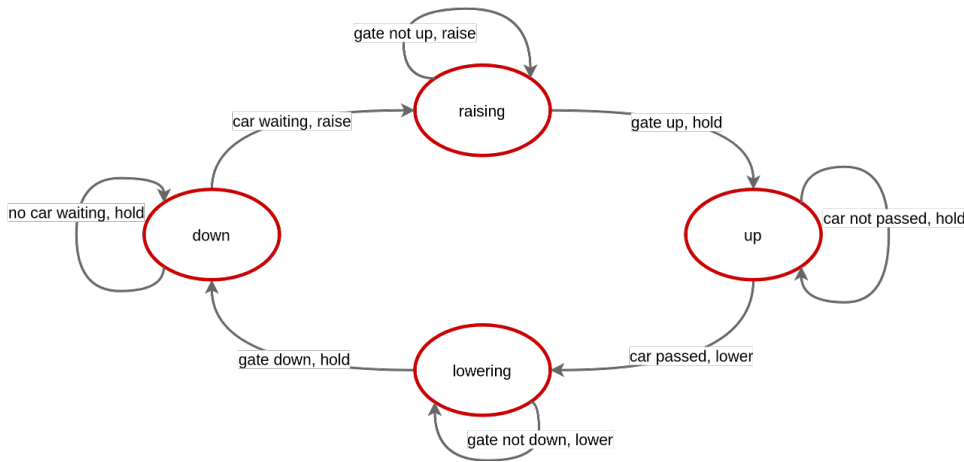 gate not up, raise
raising
car waiting, raise
gate up, hold
no car waiting, hold
down
up
car not passed, hold
gate down, hold
lowering
car passed, lower
gate not down, lower